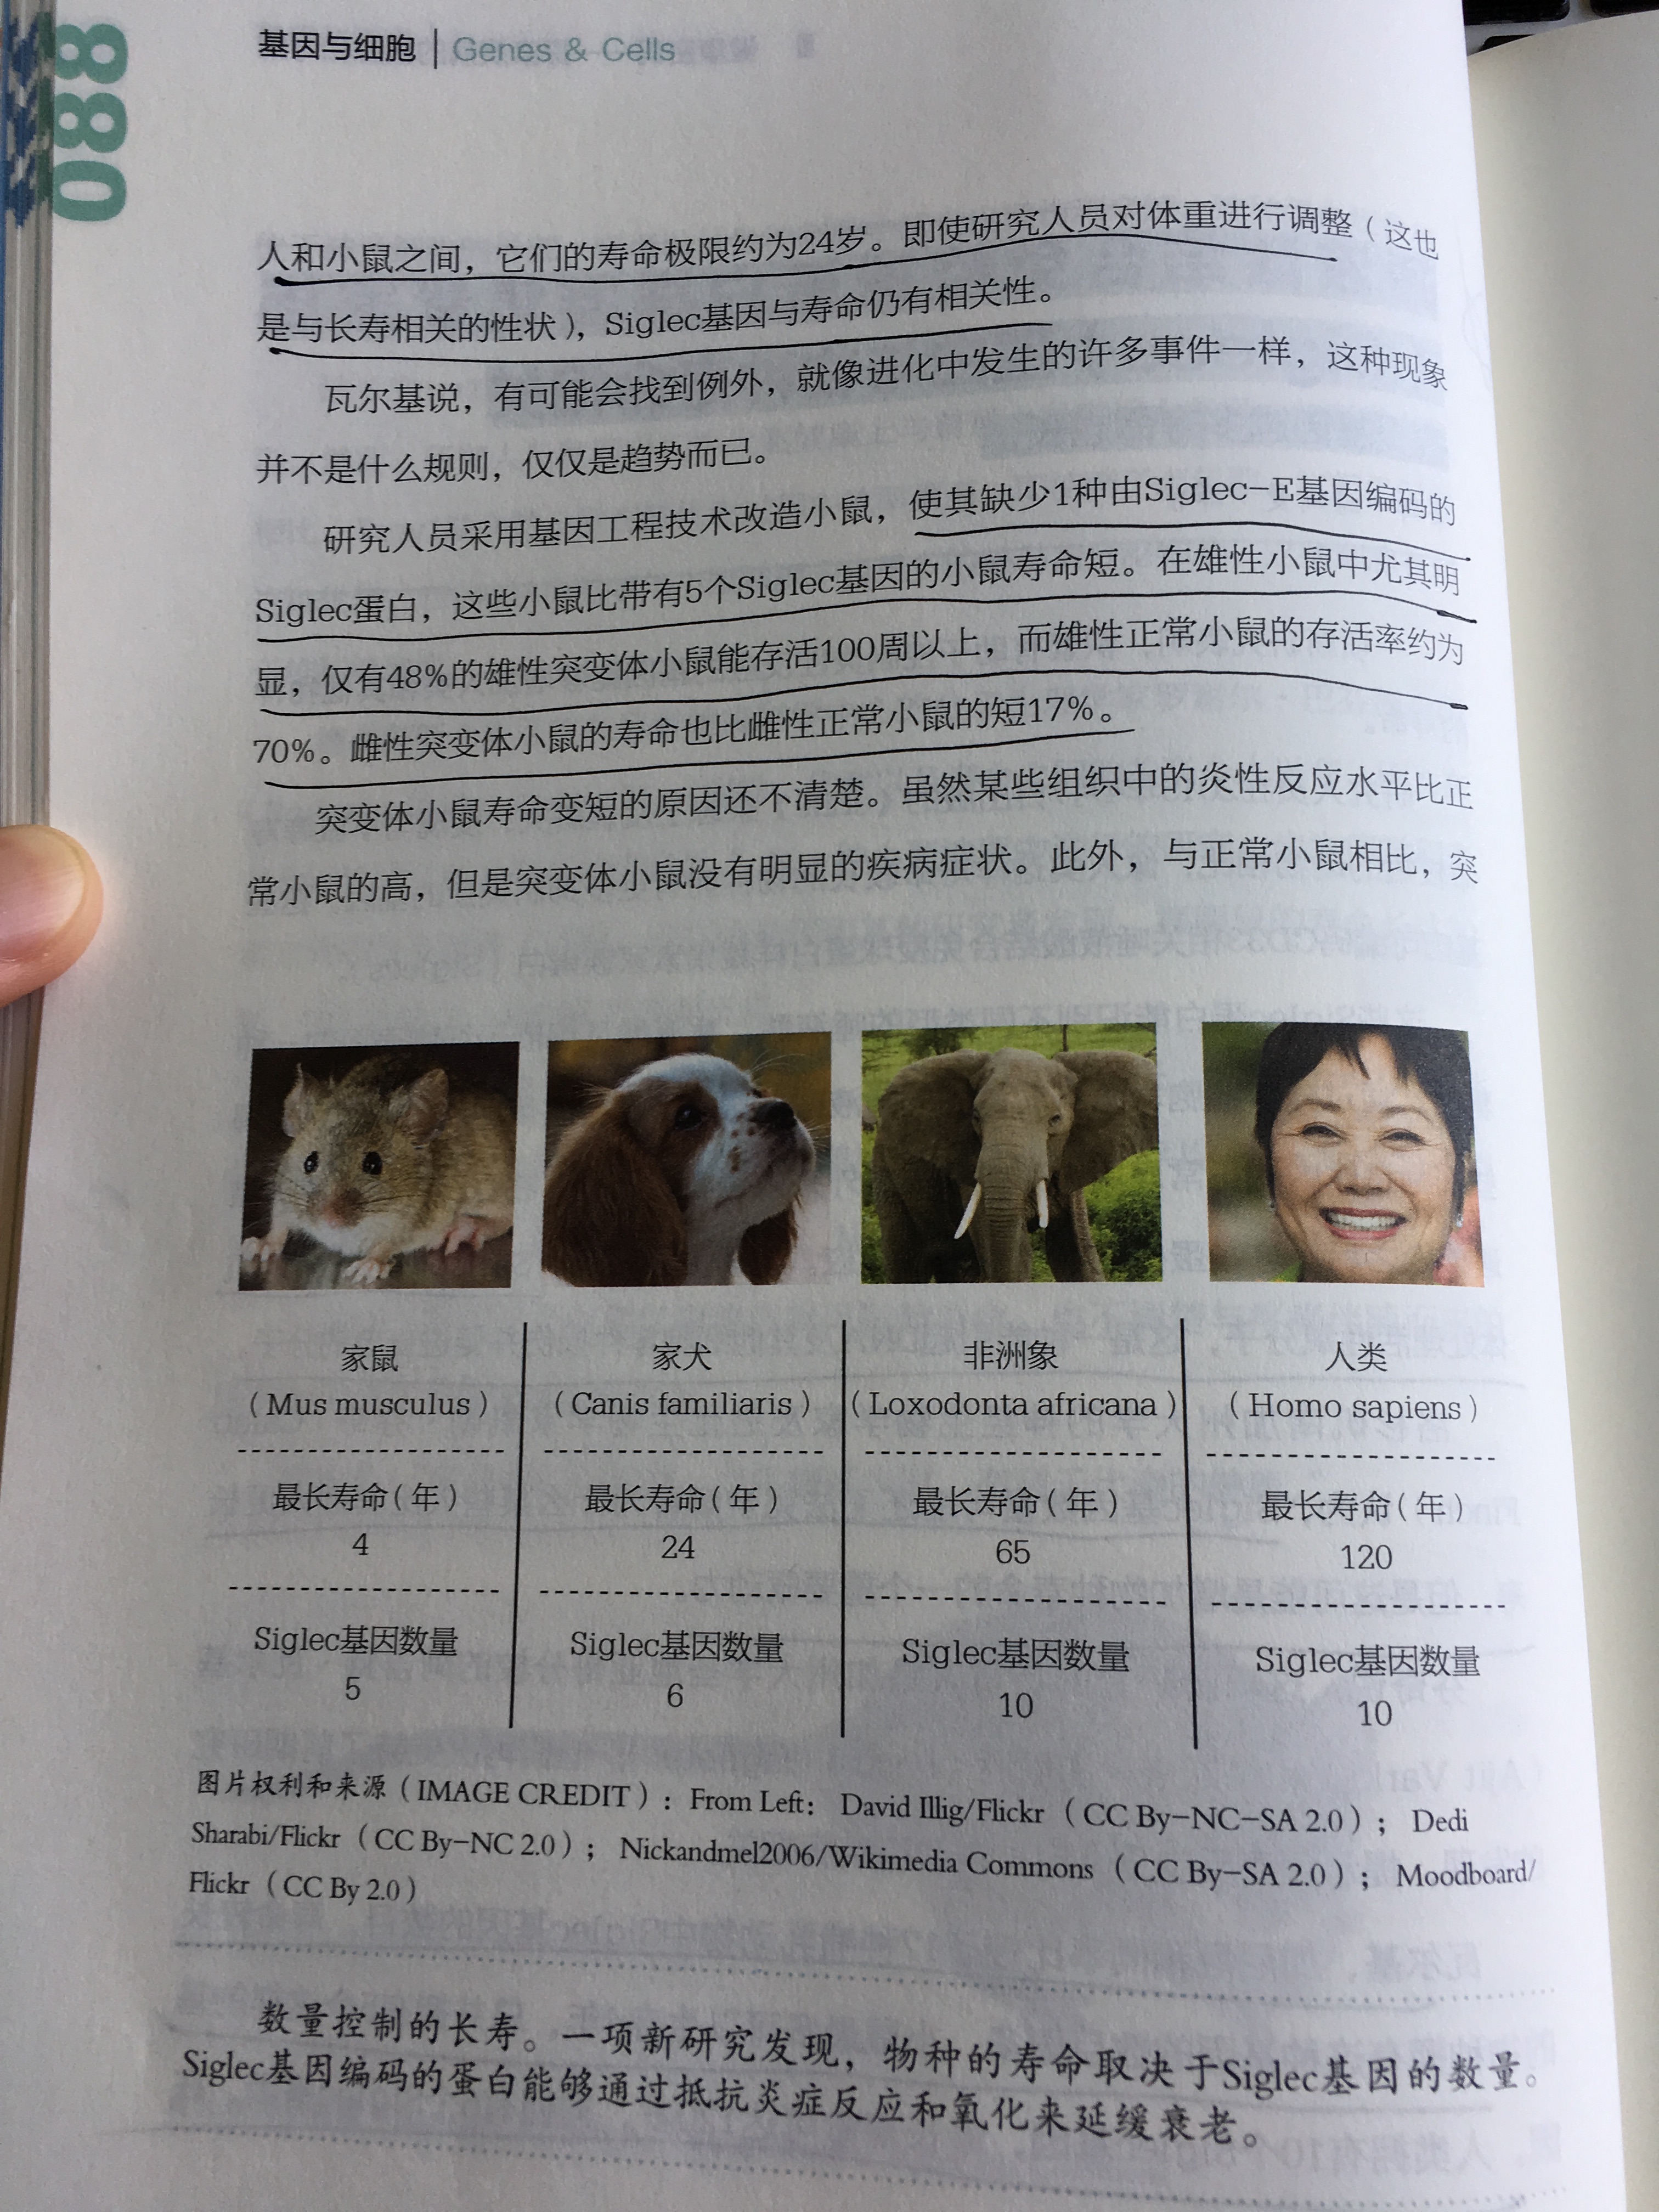 基因与细胞 | Genes & Cells
088
人和小鼠之间，它们的寿命极限约为24岁。即使研究人员对体重进行调整（这也
是与长寿相关的性状），Siglec基因与寿命仍有相关性。
瓦尔基说，有可能会找到例外，就像进化中发生的许多事件一样，这种现象
并不是什么规则，仅仅是趋势而已。
研究人员采用基因工程技术改造小鼠，使其缺少1种由Siglec-E基因编码的
Siglec蛋白，这些小鼠比带有5个Siglec基因的小鼠寿命短。在雄性小鼠中尤其明
显，仅有48%的雄性突变体小鼠能存活100周以上，而雄性正常小鼠的存活率约为
70%。雌性突变体小鼠的寿命也比雌性正常小鼠的短17%。
突变体小鼠寿命变短的原因还不清楚。虽然某些组织中的炎性反应水平比正
常小鼠的高，但是突变体小鼠没有明显的疾病症状。此外，与正常小鼠相比，突
家鼠
（Mus musculus）
最长寿命（年）
4
Siglec基因数量
5
家犬
（Canis familiaris）
最长寿命（年）
24
Siglec基因数量
6
非洲象
（Loxodonta africana）
最长寿命（年）
65
Siglec基因数量
10
人类
（Homo sapiens）
最长寿命（年）
120
Siglec基因数量
10
图片权利和来源（IMAGE CREDIT）：From Left： David Illig/Flickr（CC By-NC-SA 2.0）； Dedi
Sharabi/Flickr（CC By-NC 2.0）； Nickandmel2006/Wikimedia Commons（CC By-SA 2.0）； Moodboard/
Flickr（CC By 2.0）
数量控制的长寿。一项新研究发现，物种的寿命取决于Siglec基因的数量。
Siglec基因编码的蛋白能够通过抵抗炎症反应和氧化来延缓衰老。